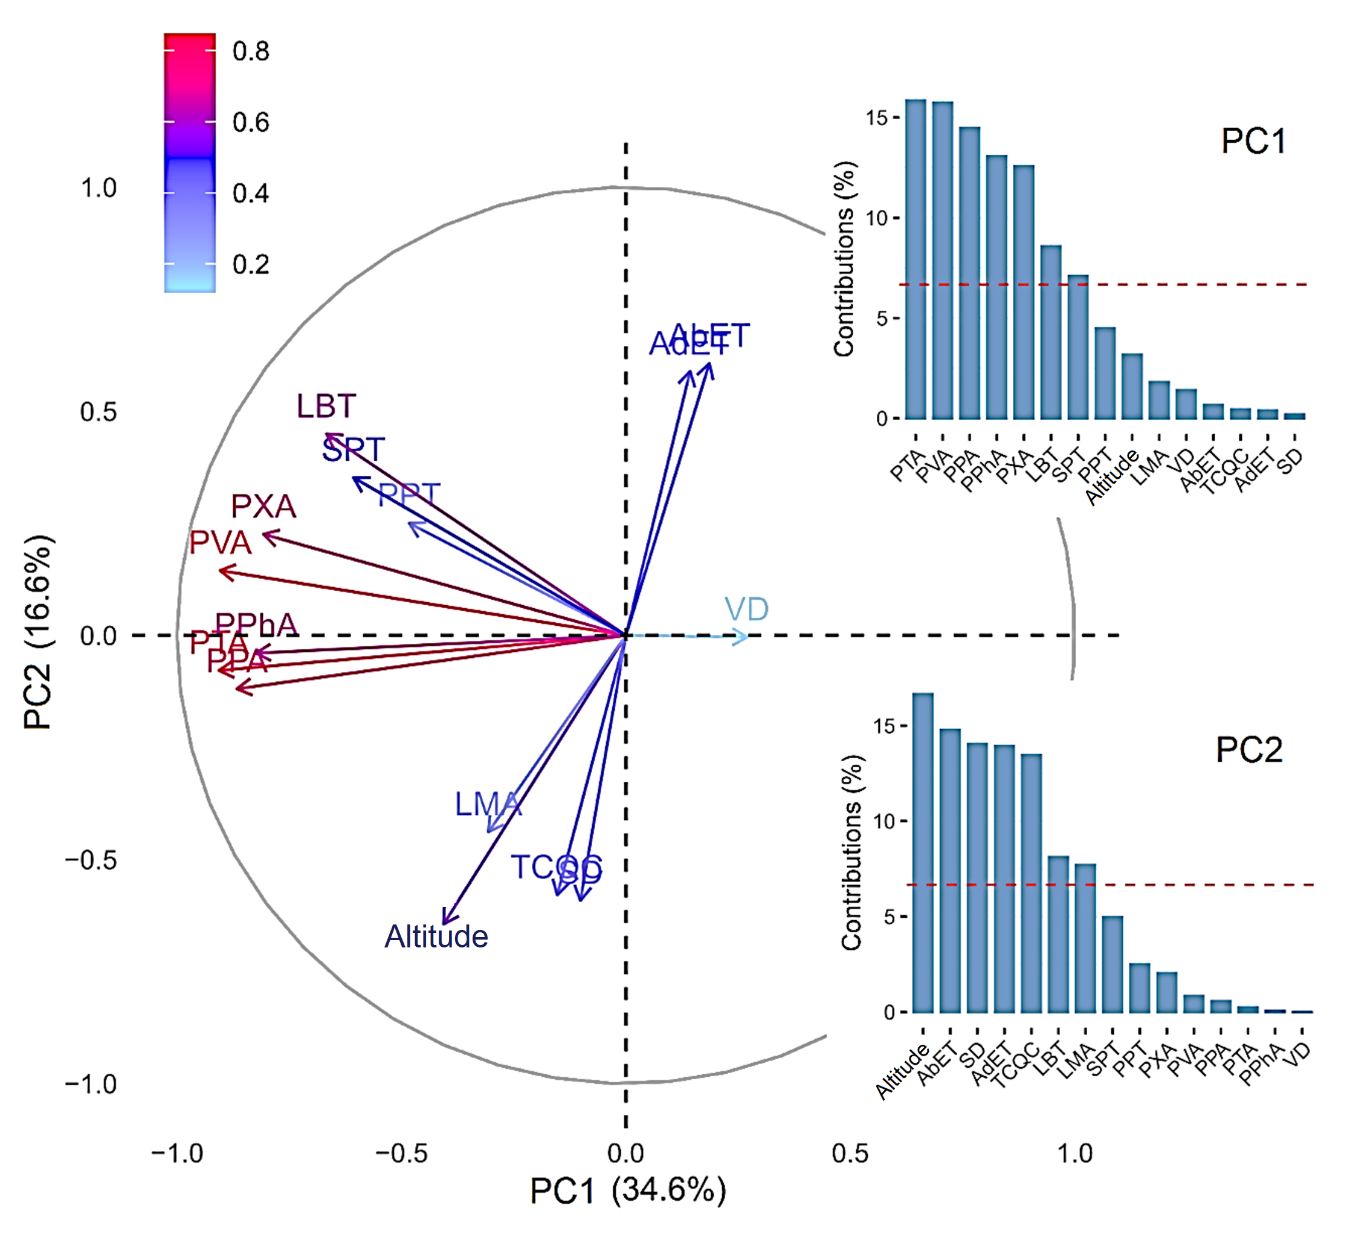 0.8
0.6
0.4
0.2
1.0
0.5
0.0
−0.5
−1.0
PC2 (16.6%)
−1.0
−0.5
0.0
0.5
1.0
PC1 (34.6%)
AbET
AdET
LBT
SPT
PPT
PXA
PVA
PPhA
PTA
PPA
VD
LMA
TCQC
SD
Altitude
PC1
Contributions (%)
15
10
5
0
PTA
PVA
PPA
PPhA
PXA
LBT
SPT
PPT
Altitude
LMA
VD
AbET
TCQC
AdET
SD
PC2
Contributions (%)
15
10
5
0
Altitude
AbET
SD
AdET
TCQC
LBT
LMA
SPT
PPT
PXA
PVA
PPA
PTA
PPhA
VD